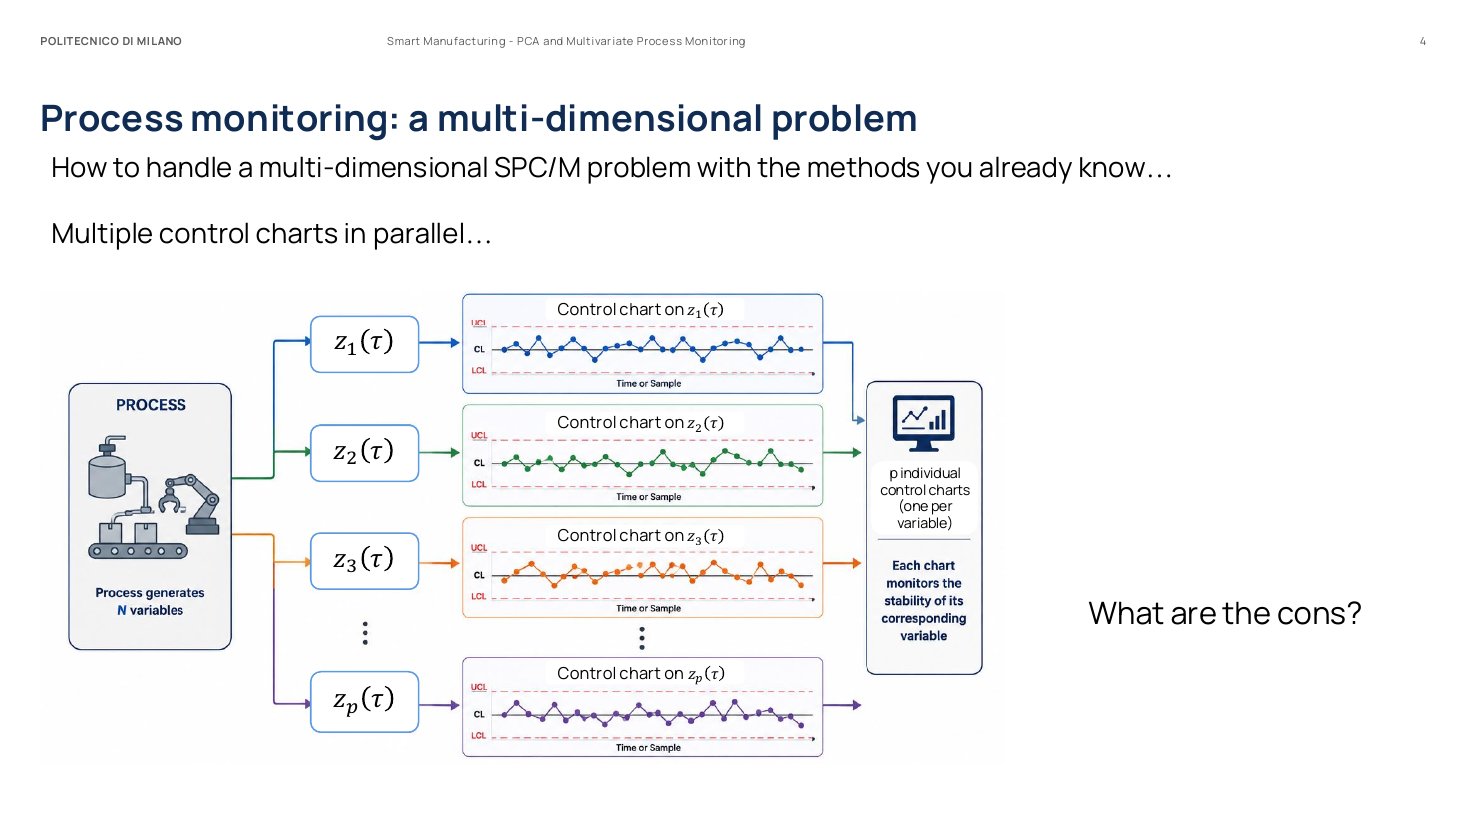 POLITECNICO DI MILANO
Smart Manufacturing - PCA and Multivariate Process Monitoring
4
Process monitoring: a multi-dimensional problem
How to handle a multi-dimensional SPC/M problem with the methods you already know…
Multiple control charts in parallel…
PROCESS
Process generates
N variables
z₁(τ)
z₂(τ)
z₃(τ)
zₚ(τ)
Control chart on z₁(τ)
UCL
CL
LCL
Time or Sample
Control chart on z₂(τ)
UCL
CL
LCL
Time or Sample
Control chart on z₃(τ)
UCL
CL
LCL
Time or Sample
Control chart on zₚ(τ)
UCL
CL
LCL
Time or Sample
p individual
control charts
(one per
variable)
Each chart
monitors the
stability of its
corresponding
variable
What are the cons?